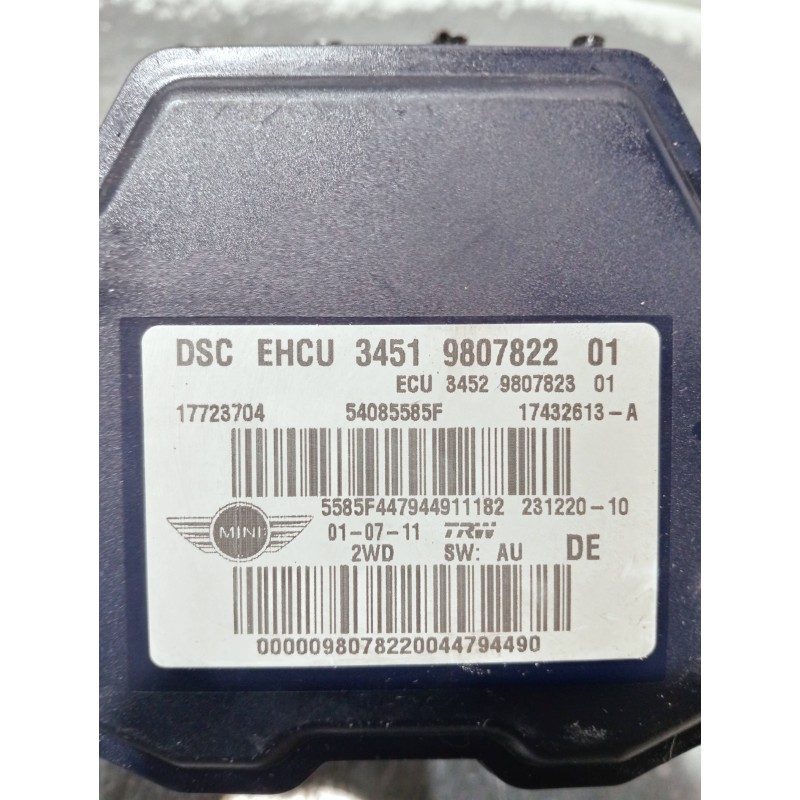 DSC EHCU 3451 9807822 01
ECU 3452 9807823 01
17723704 54085585F 17432613-A
5585F447944911182 231220-10
MINI 01-07-11 TRW
2WD SW: AU DE
0000098078220044794490